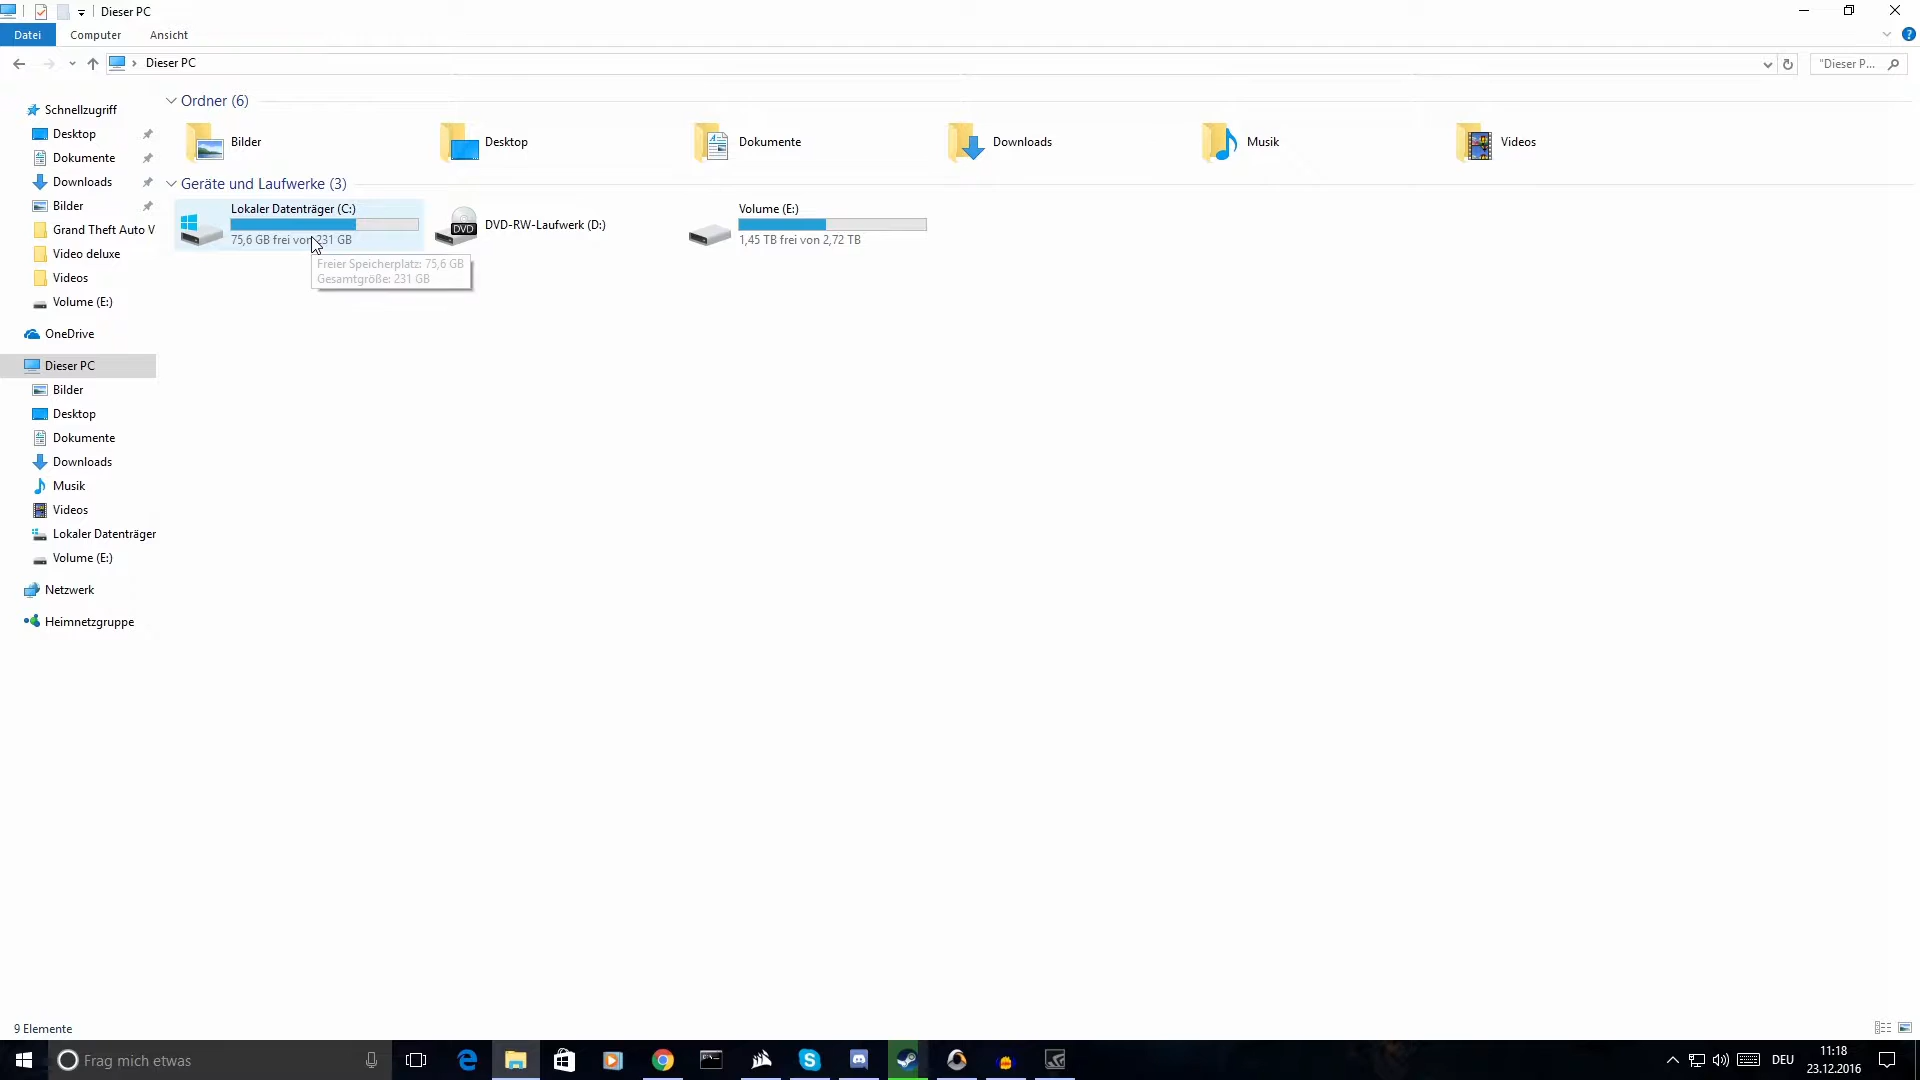 Dieser PC
Datei Computer Ansicht
Dieser PC
"Dieser P...
Schnellzugriff
Desktop
Dokumente
Downloads
Bilder
Grand Theft Auto V
Video deluxe
Videos
Volume (E:)
OneDrive
Dieser PC
Bilder
Desktop
Dokumente
Downloads
Musik
Videos
Lokaler Datenträger
Volume (E:)
Netzwerk
Heimnetzgruppe
Ordner (6)
Bilder
Desktop
Dokumente
Downloads
Musik
Videos
Geräte und Laufwerke (3)
Lokaler Datenträger (C:)
75,6 GB frei von 231 GB
DVD
DVD-RW-Laufwerk (D:)
Volume (E:)
1,45 TB frei von 2,72 TB
Freier Speicherplatz: 75,6 GB
Gesamtgröße: 231 GB
9 Elemente
Frag mich etwas
DEU
11:18
23.12.2016